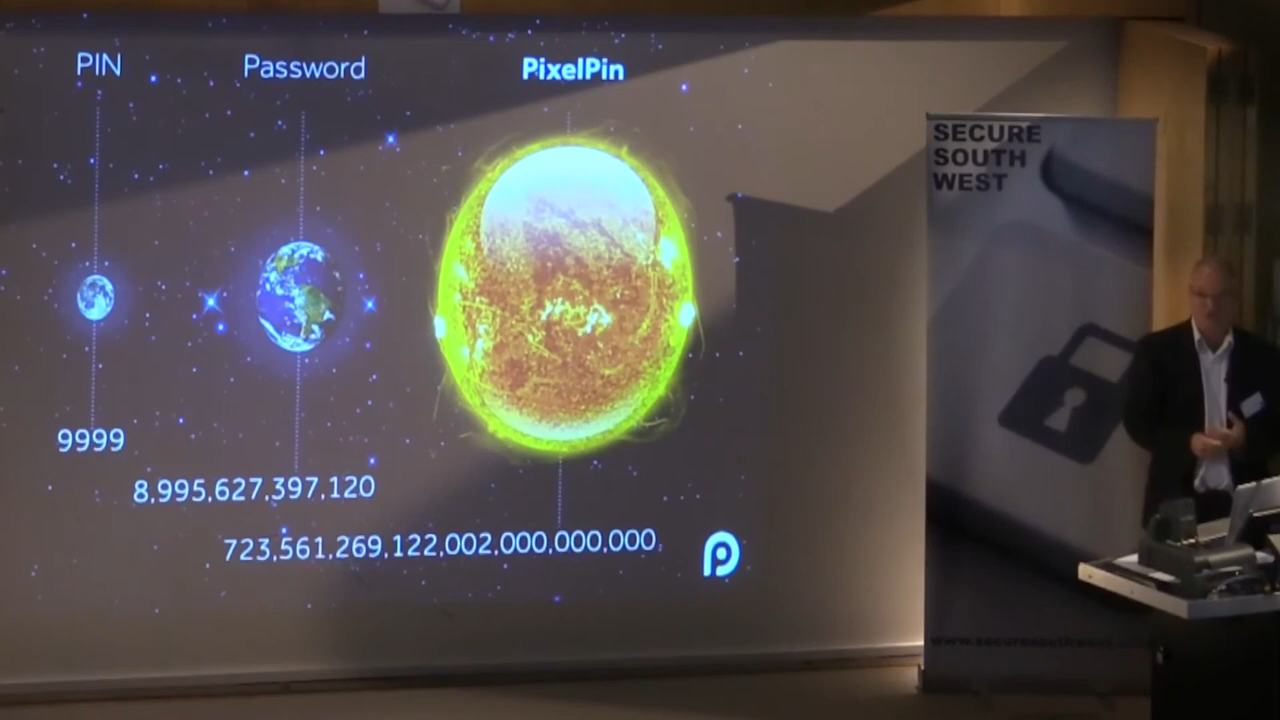 PIN
Password
PixelPin
9999
8,995,627,397,120
723,561,269,122,002,000,000,000,000
SECURE
SOUTH
WEST